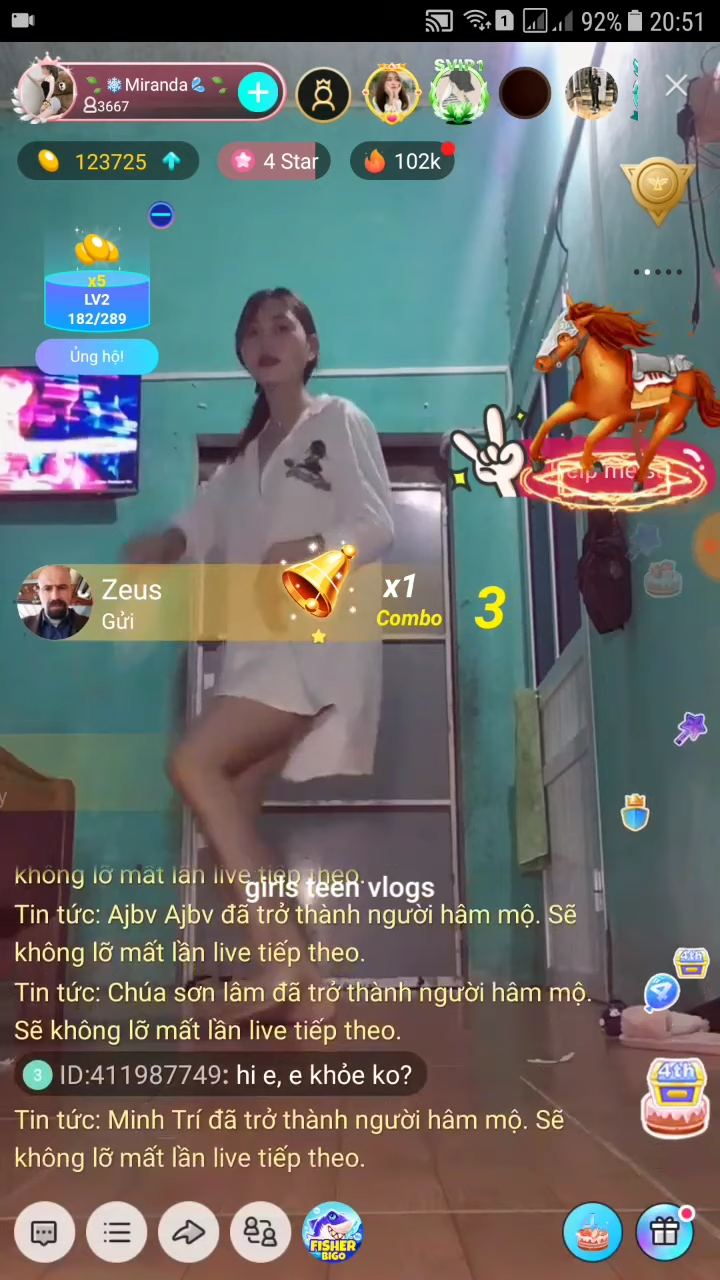 1
92%
20:51
Miranda
3667
SVIP1
123725
4 Star
102k
x5
LV2
182/289
Ủng hộ!
Zeus
Gửi
x1
Combo
3
không lỡ mất lần live tiếp theo.
girls teen vlogs
Tin tức: Ajbv Ajbv đã trở thành người hâm mộ. Sẽ
không lỡ mất lần live tiếp theo.
Tin tức: Chúa sơn lâm đã trở thành người hâm mộ.
Sẽ không lỡ mất lần live tiếp theo.
3 ID:411987749: hi e, e khỏe ko?
Tin tức: Minh Trí đã trở thành người hâm mộ. Sẽ
không lỡ mất lần live tiếp theo.
4th
4th
FISHER
BIGO